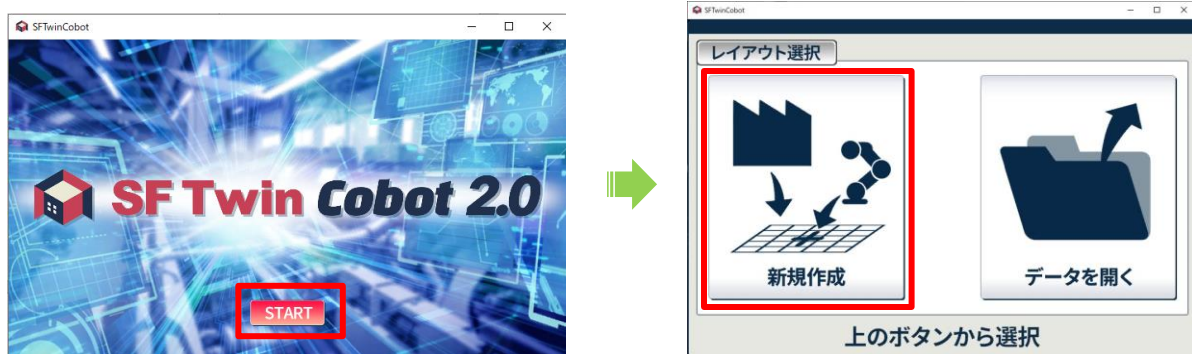 SFTwinCobot
SF Twin Cobot 2.0
START
SFTwinCobot
レイアウト選択
新規作成
データを開く
上のボタンから選択